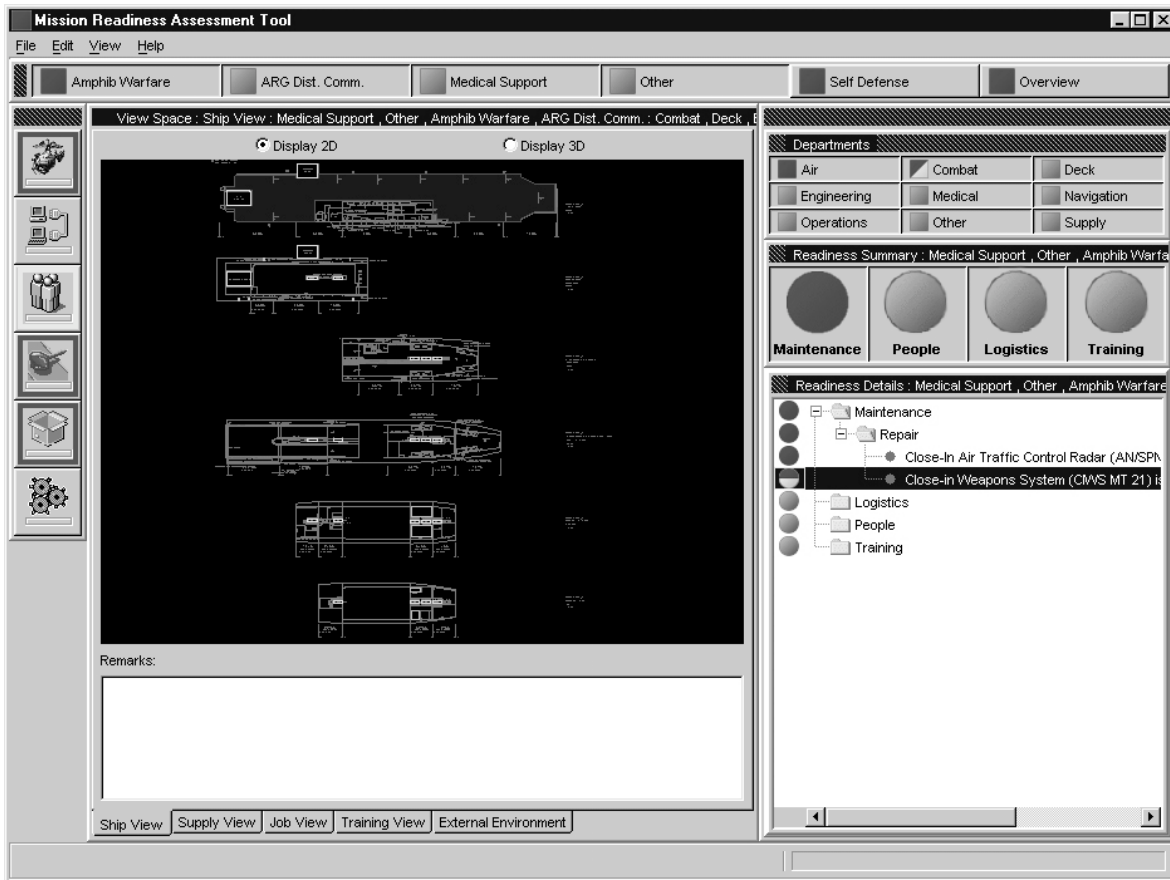 Mission Readiness Assessment Tool
File Edit View Help
Amphib Warfare ARG Dist. Comm. Medical Support Other Self Defense Overview
View Space : Ship View : Medical Support , Other , Amphib Warfare , ARG Dist. Comm. : Combat , Deck ,
Display 2D Display 3D
Departments
Air Combat Deck
Engineering Medical Navigation
Operations Other Supply
Readiness Summary : Medical Support , Other , Amphib Warfa
Maintenance People Logistics Training
Readiness Details : Medical Support , Other , Amphib Warfare
Maintenance
Repair
Close-In Air Traffic Control Radar (AN/SPN
Close-in Weapons System (CIWS MT 21) is
Logistics
People
Training
Remarks:
Ship View Supply View Job View Training View External Environment